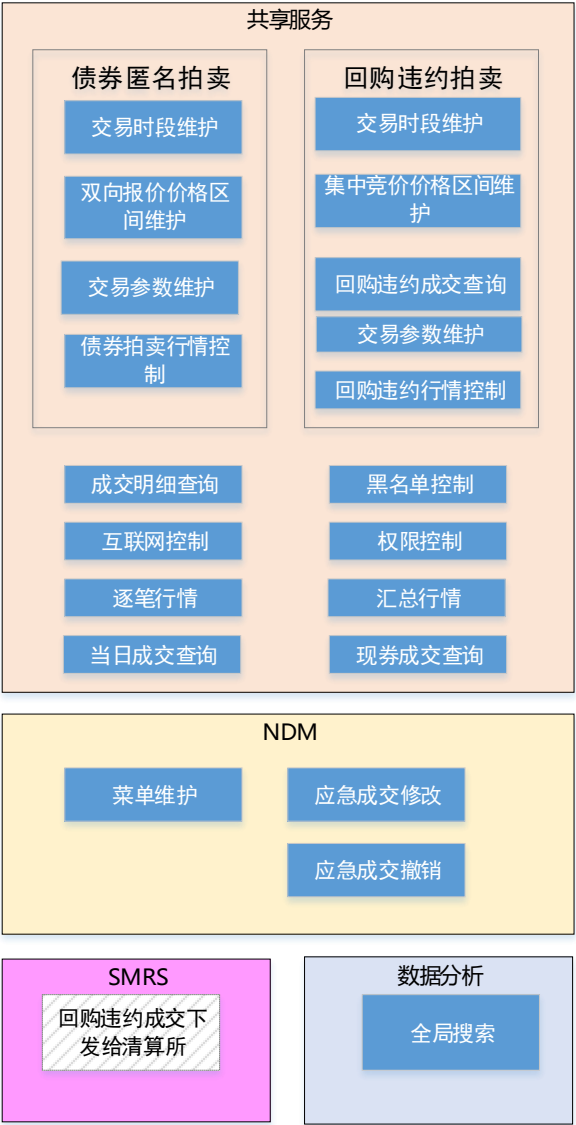 共享服务
债券匿名拍卖
交易时段维护
双向报价价格区
间维护
交易参数维护
债券拍卖行情控
制
回购违约拍卖
交易时段维护
集中竞价价格区间维
护
回购违约成交查询
交易参数维护
回购违约行情控制
成交明细查询
黑名单控制
互联网控制
权限控制
逐笔行情
汇总行情
当日成交查询
现券成交查询
NDM
菜单维护
应急成交修改
应急成交撤销
SMRS
回购违约成交下
发给清算所
数据分析
全局搜索